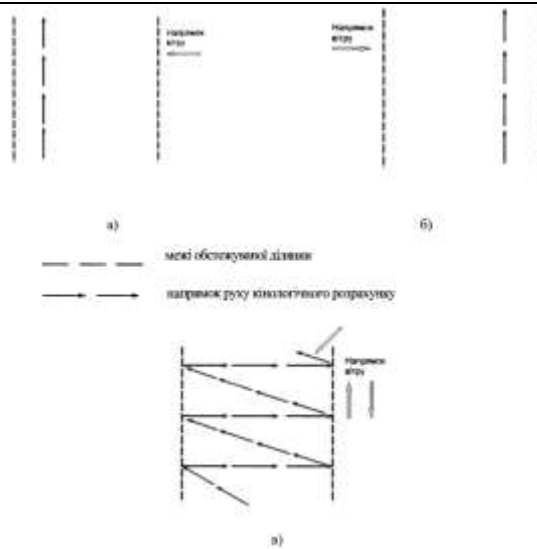 Напрямок
вітру
Напрямок
вітру
а)
б)
межі обстежуваної ділянки
напрямок руху кінологічного розрахунку
Напрямок
вітру
в)